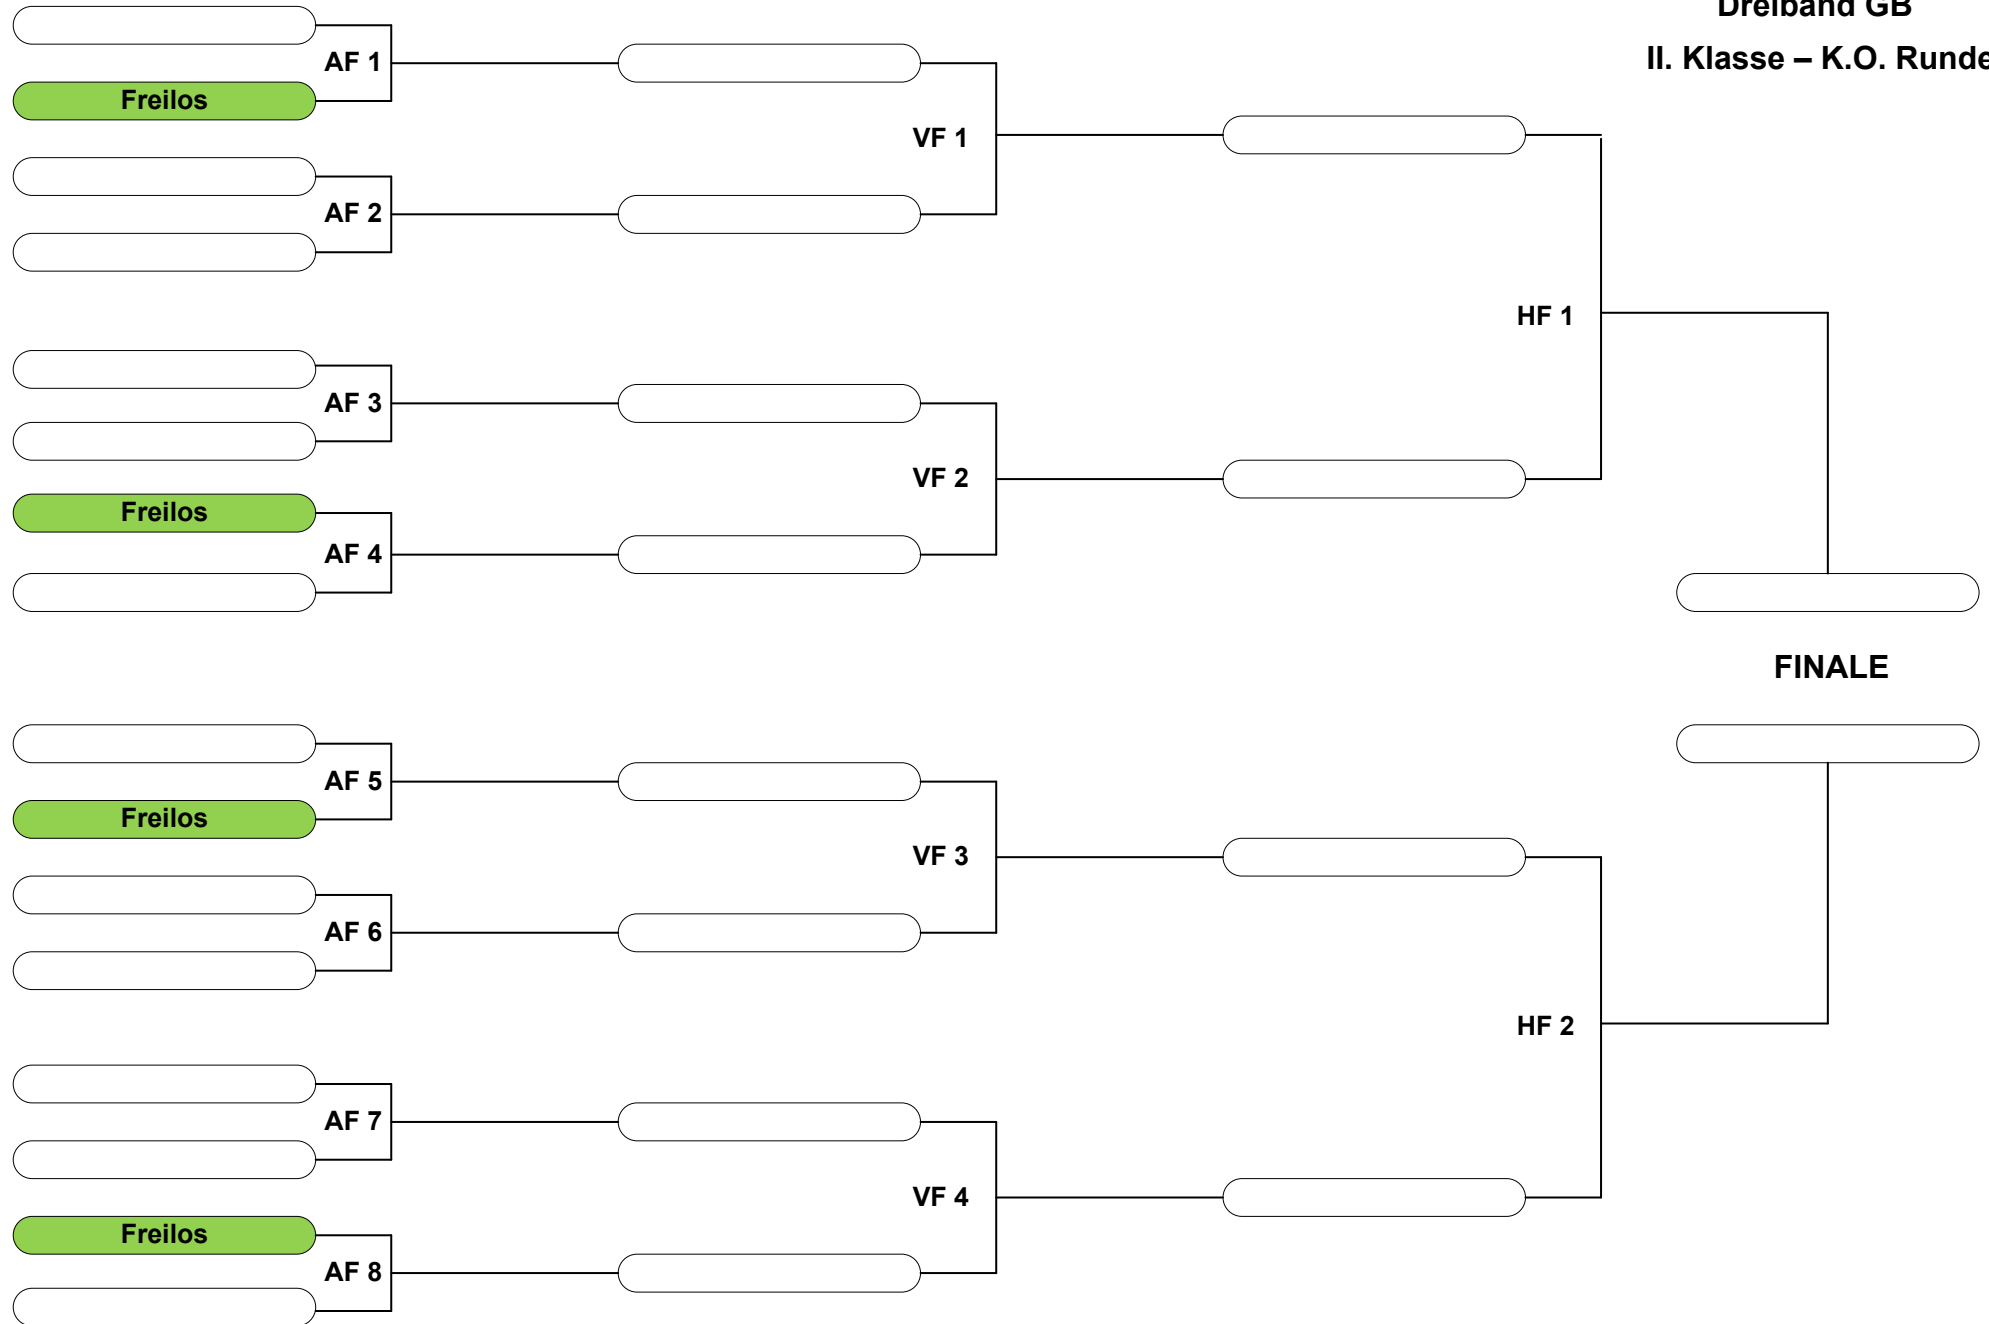 Dreiband GB
II. Klasse – K.O. Runde
AF 1
Freilos
VF 1
AF 2
HF 1
AF 3
VF 2
Freilos
AF 4
FINALE
AF 5
Freilos
VF 3
AF 6
HF 2
AF 7
VF 4
Freilos
AF 8